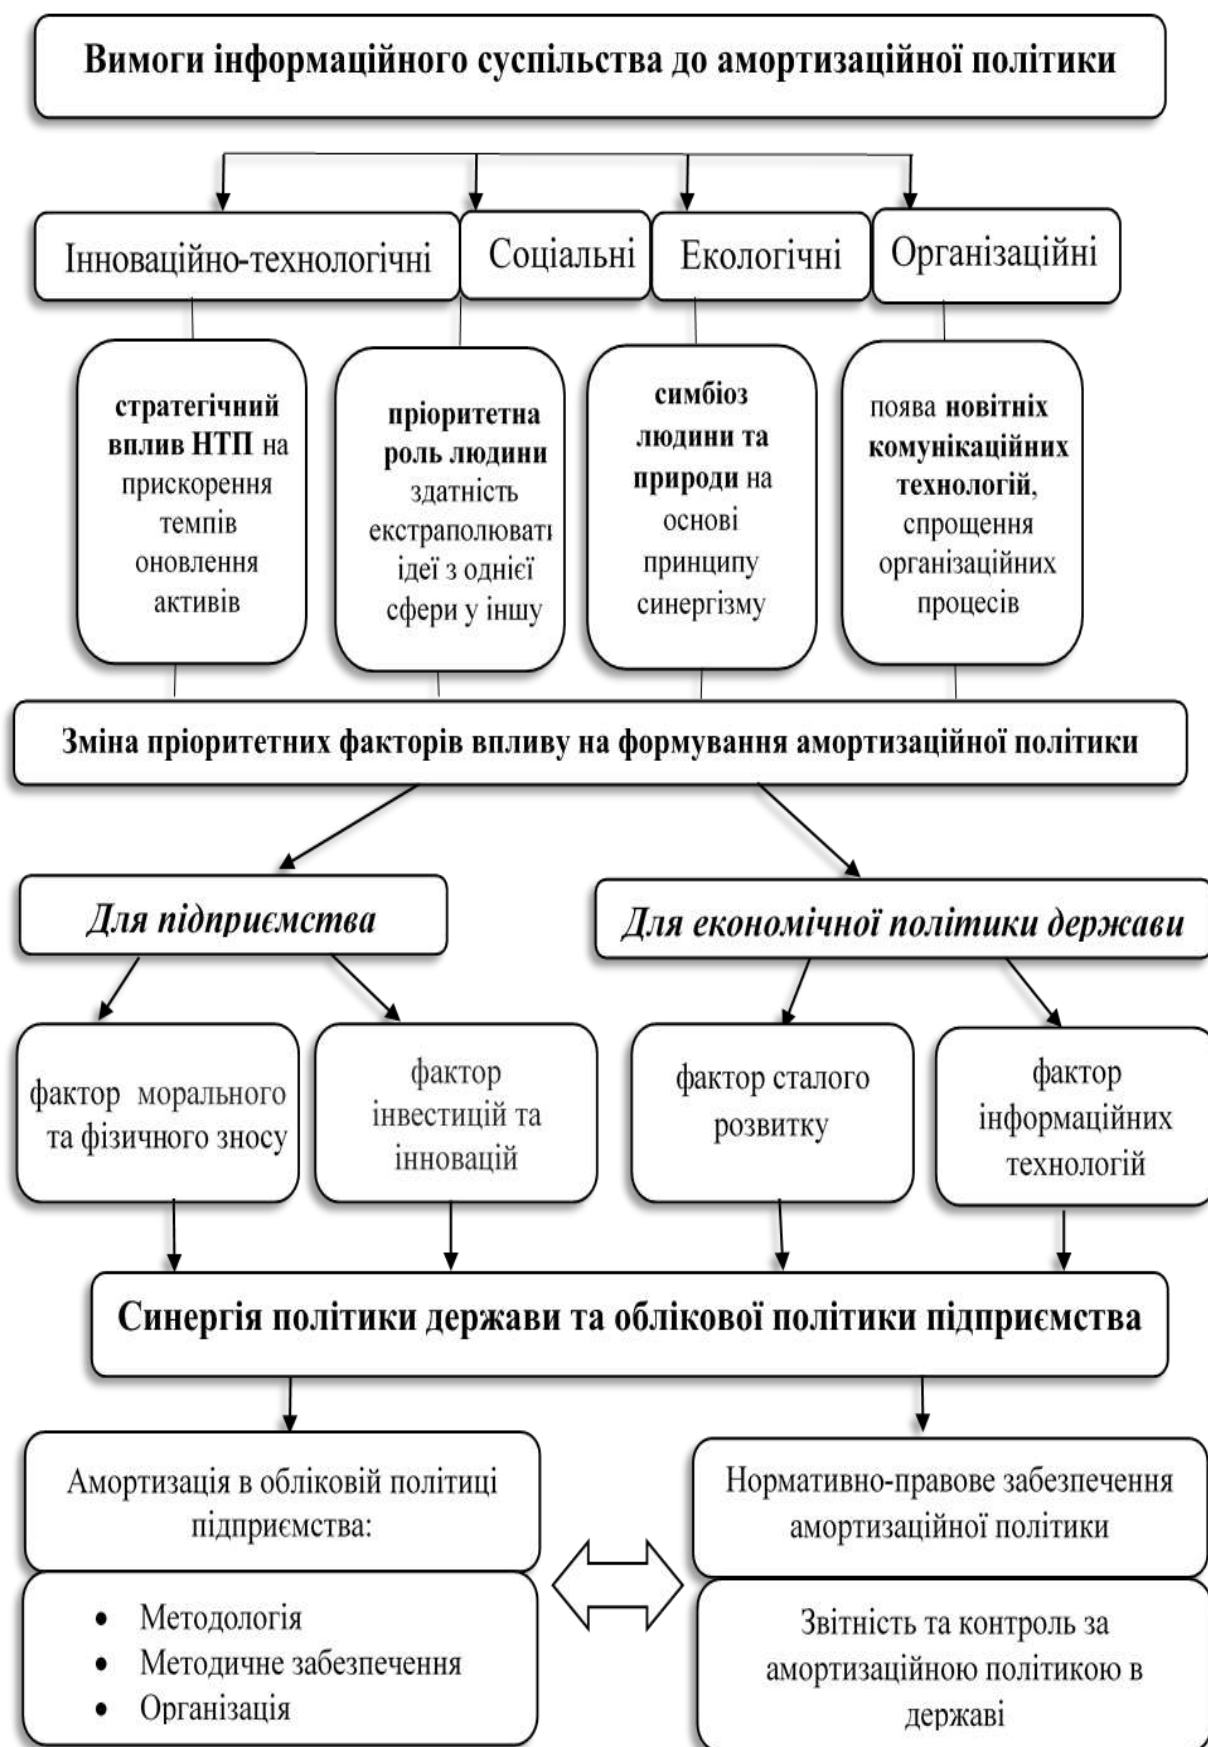 Вимоги інформаційного суспільства до амортизаційної політики
Інноваційно-технологічні
Соціальні
Екологічні
Організаційні
стратегічний
вплив НТП на
прискорення
темпів
оновлення
активів
пріоритетна
роль людини
здатність
екстраполювати
ідеї з однієї
сфери у іншу
симбіоз
людини та
природи на
основі
принципу
синергізму
поява новітніх
комунікаційних
технологій,
спрощення
організаційних
процесів
Зміна пріоритетних факторів впливу на формування амортизаційної політики
Для підприємства
Для економічної політики держави
фактор морального
та фізичного зносу
фактор
інвестицій та
інновацій
фактор сталого
розвитку
фактор
інформаційних
технологій
Синергія політики держави та облікової політики підприємства
Амортизація в обліковій політиці
підприємства:
• Методологія
• Методичне забезпечення
• Організація
Нормативно-правове забезпечення
амортизаційної політики
Звітність та контроль за
амортизаційною політикою в
державі